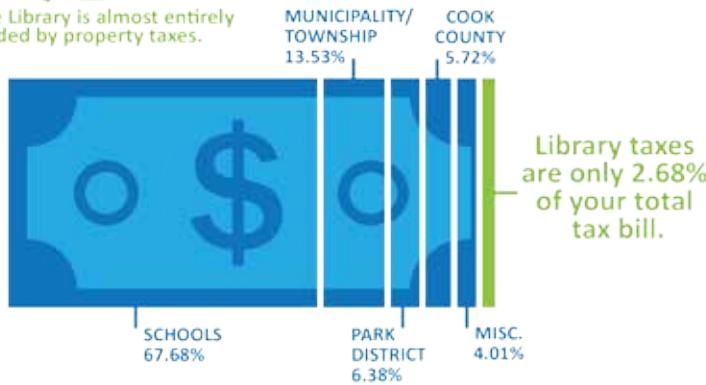 Library is almost entirely
by property taxes.
MUNICIPALITY/
TOWNSHIP
13.53%
COOK
COUNTY
5.72%
$
Library taxes
are only 2.68%
of your total
tax bill.
SCHOOLS
67.68%
PARK
DISTRICT
6.38%
MISC.
4.01%